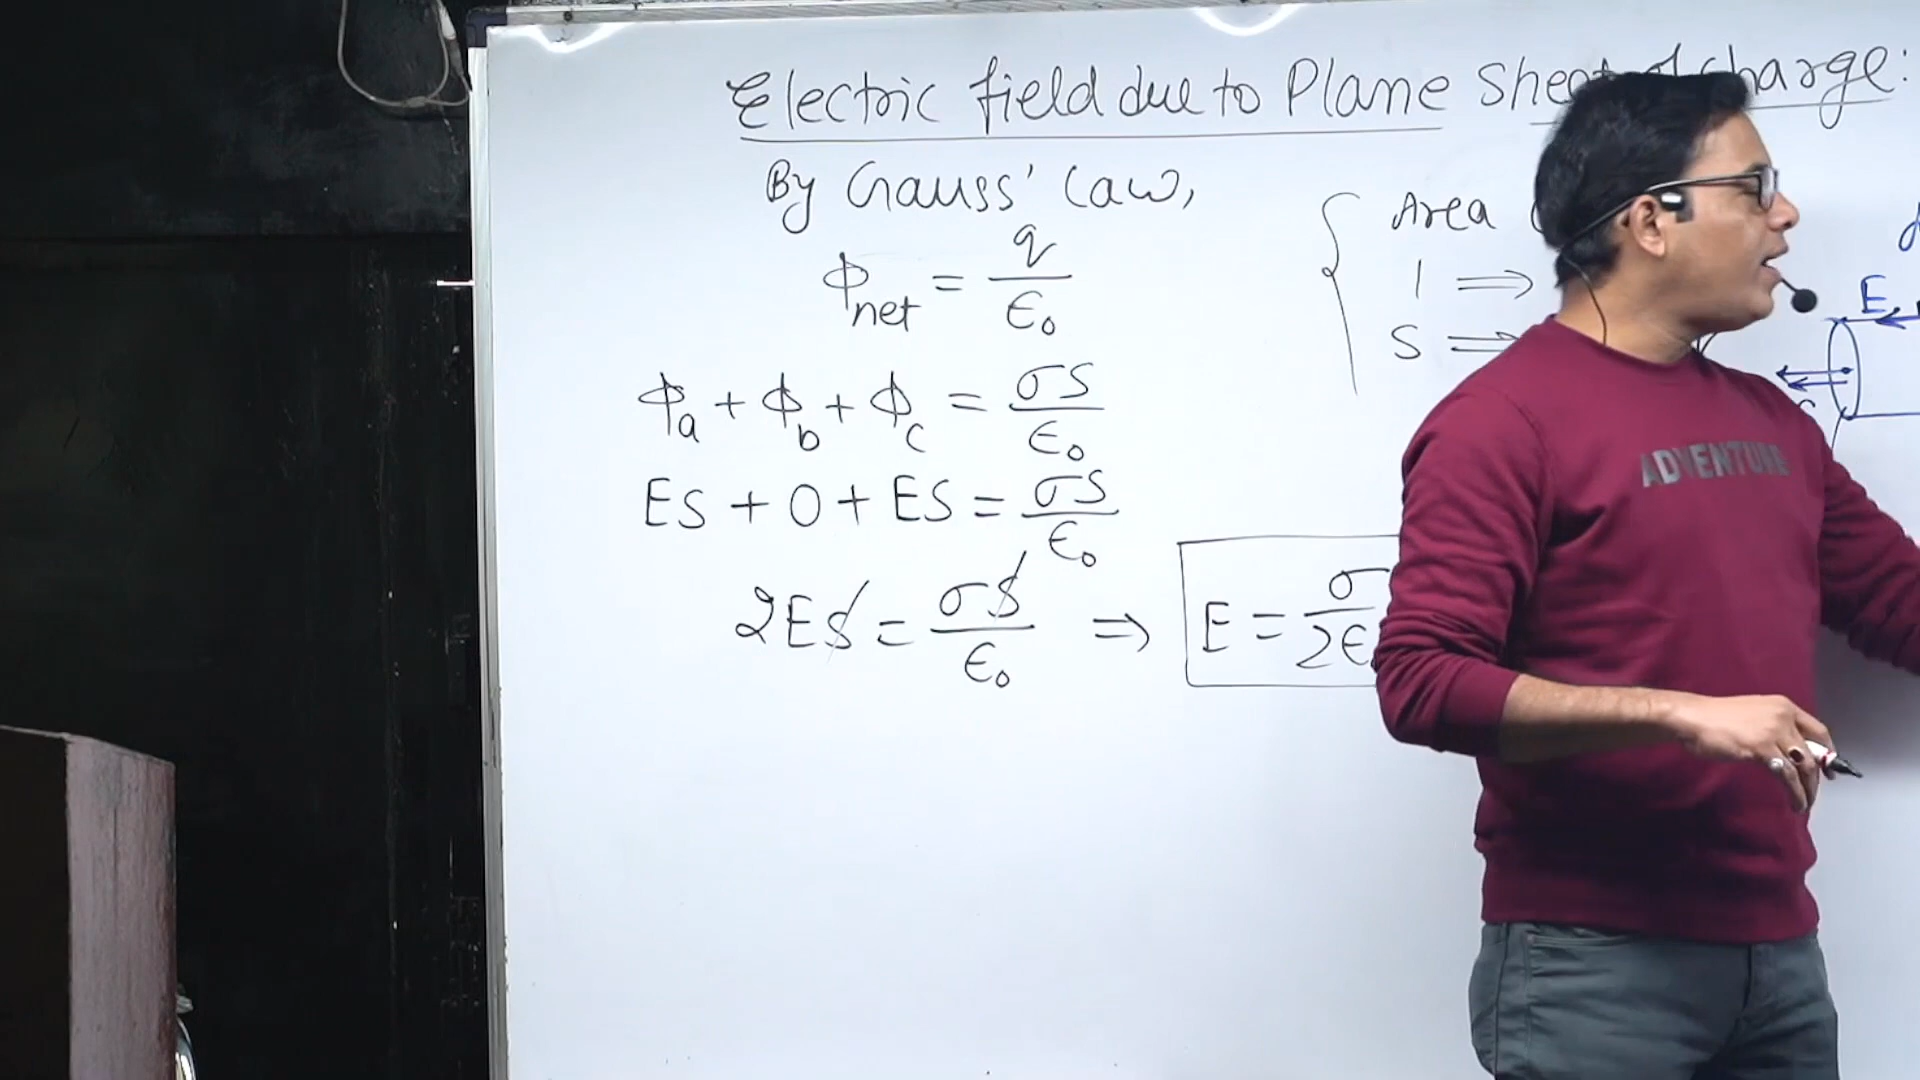 Electric field due to Plane Sheet of charge:
By Gauss' Law,
Φnet = q/ϵ₀
Φa + Φb + Φc = σS/ϵ₀
ES + 0 + ES = σS/ϵ₀
2ES = σS/ϵ₀ ⇒ E = σ/2ϵ
Area
1 ⇒
S ⇒
E
ADVENTURE